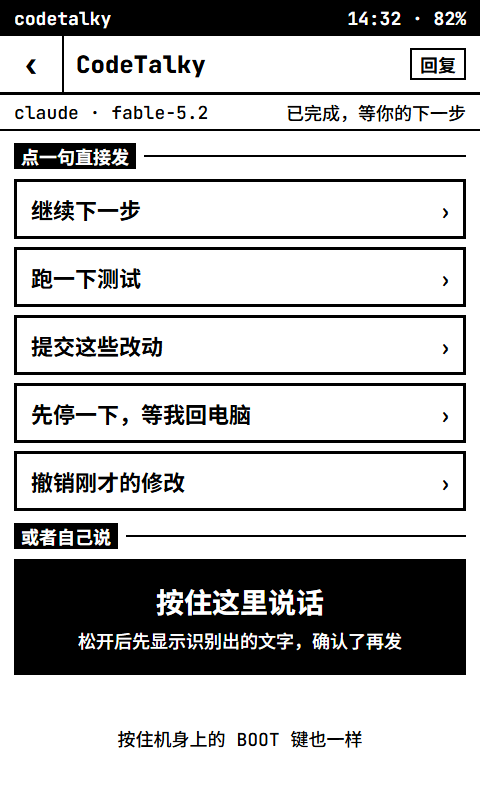 codetalky 14:32 · 82%
‹ CodeTalky 回复
claude · fable-5.2 已完成，等你的下一步
点一句直接发
继续下一步 ›
跑一下测试 ›
提交这些改动 ›
先停一下，等我回电脑 ›
撤销刚才的修改 ›
或者自己说
按住这里说话
松开后先显示识别出的文字，确认了再发
按住机身上的 BOOT 键也一样